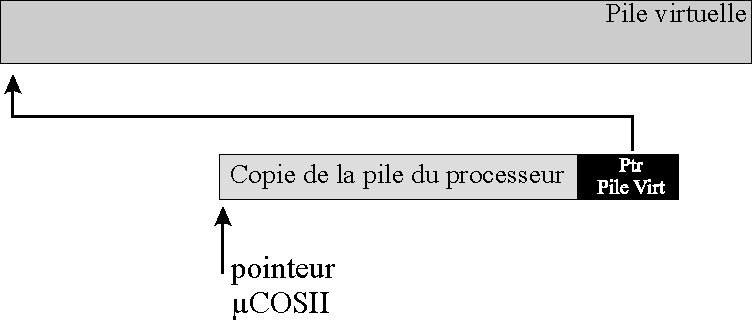 Pile virtuelle
Copie de la pile du processeur
Ptr
Pile Virt
pointeur
µCOSII